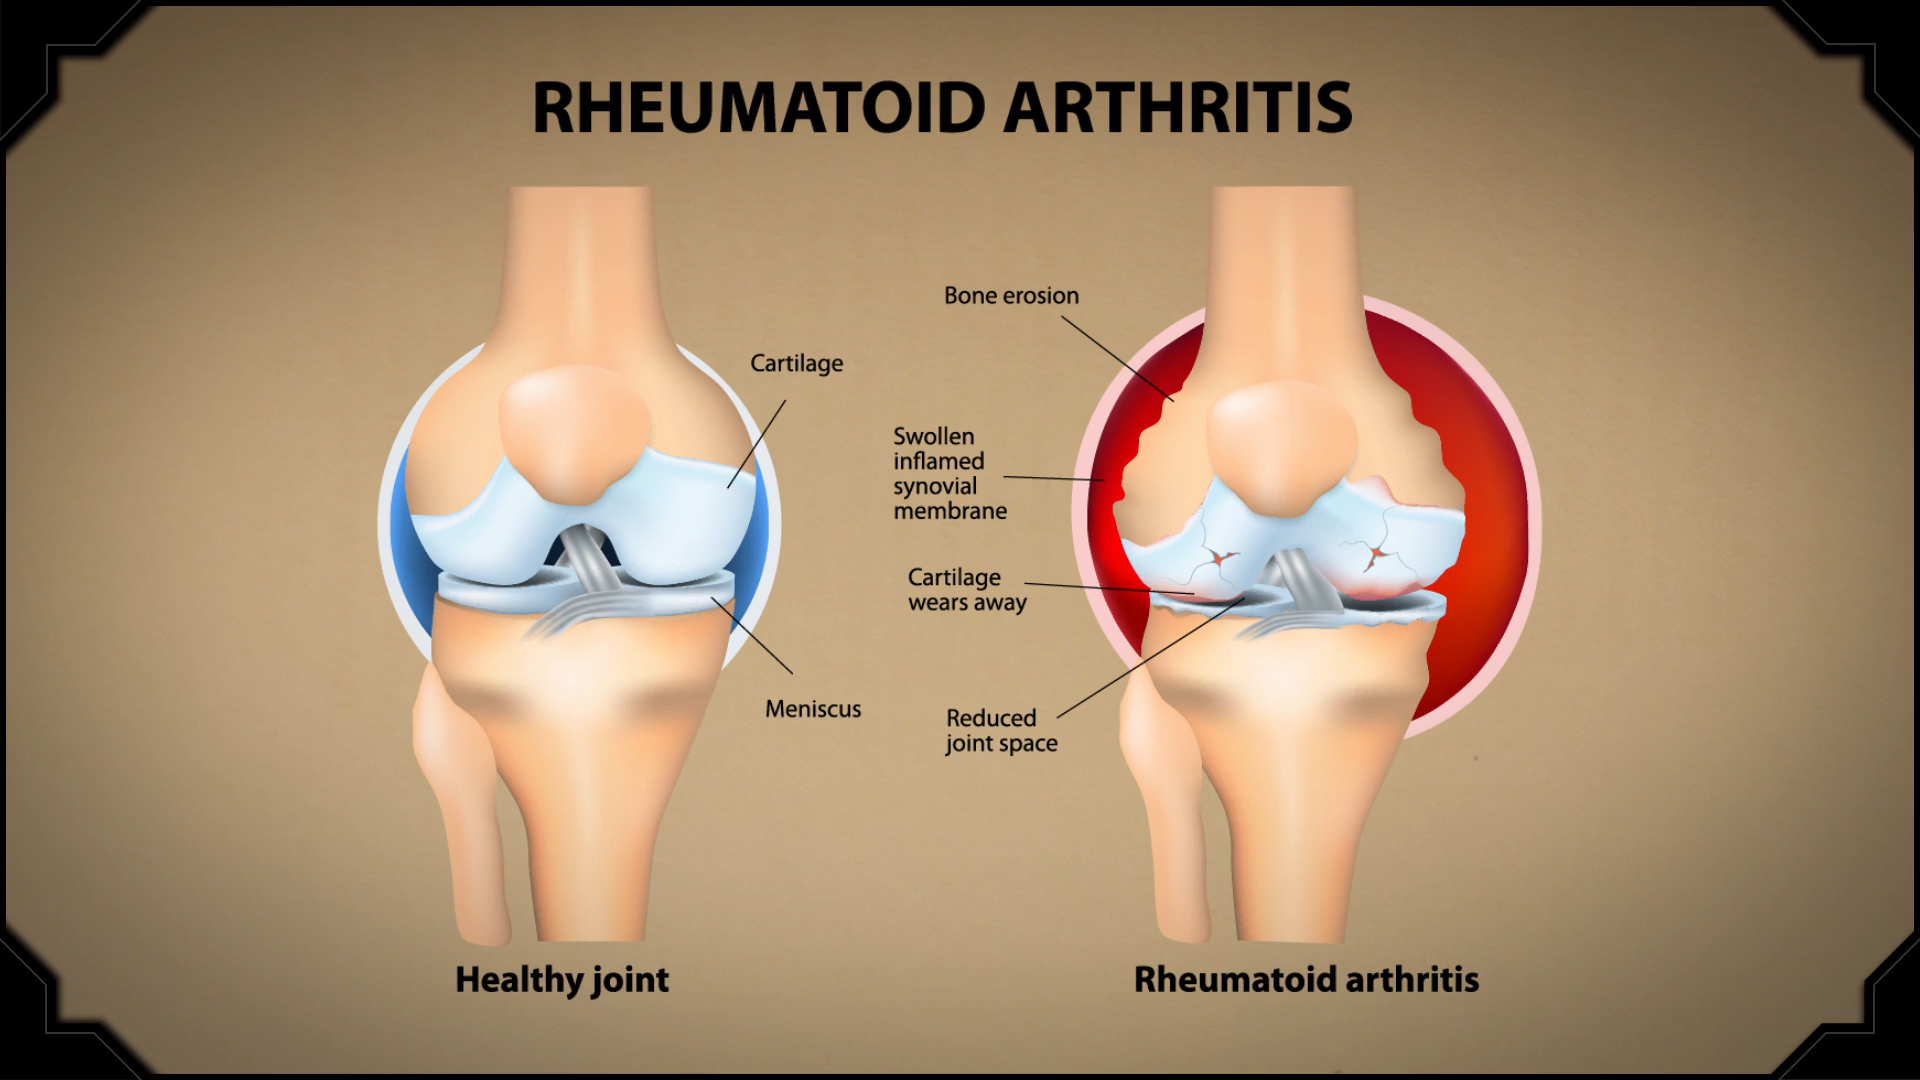 RHEUMATOID ARTHRITIS
Cartilage
Meniscus
Healthy joint
Bone erosion
Swollen
inflamed
synovial
membrane
Cartilage
wears away
Reduced
joint space
Rheumatoid arthritis